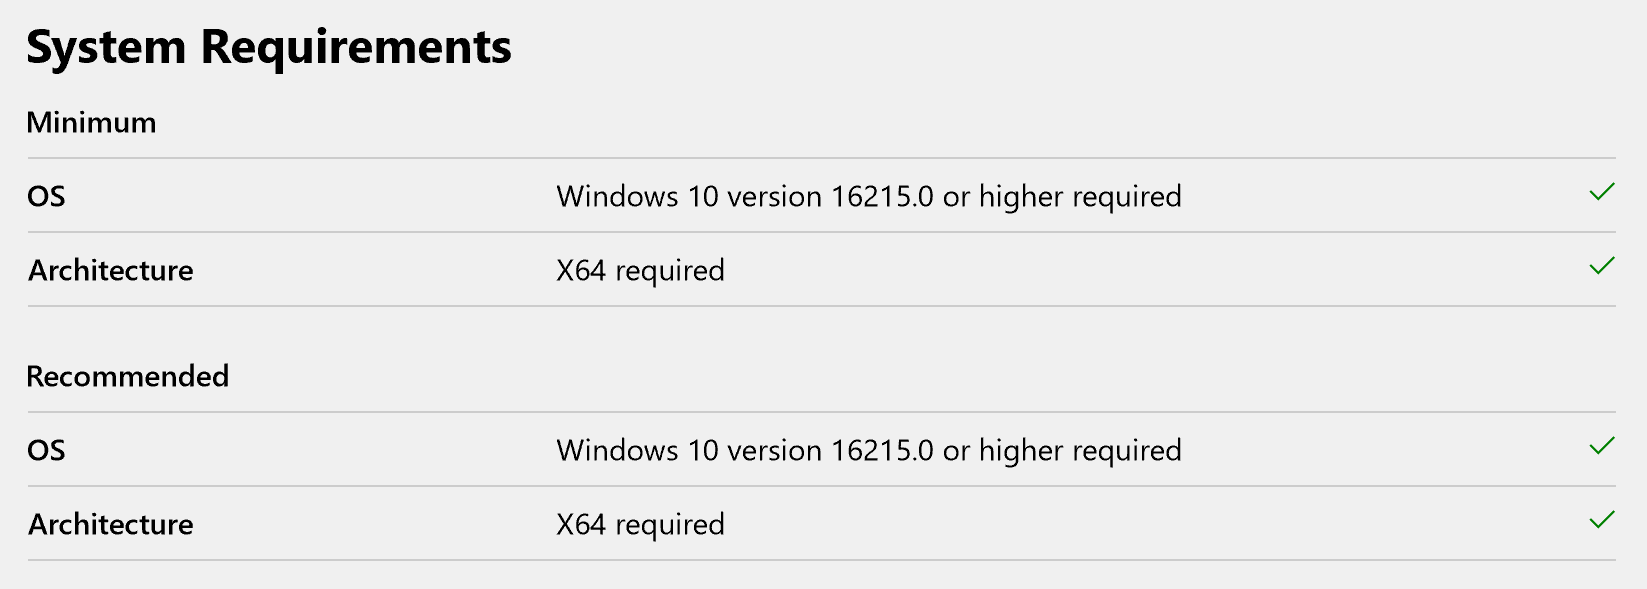 System Requirements
Minimum
OS Windows 10 version 16215.0 or higher required
Architecture X64 required
Recommended
OS Windows 10 version 16215.0 or higher required
Architecture X64 required